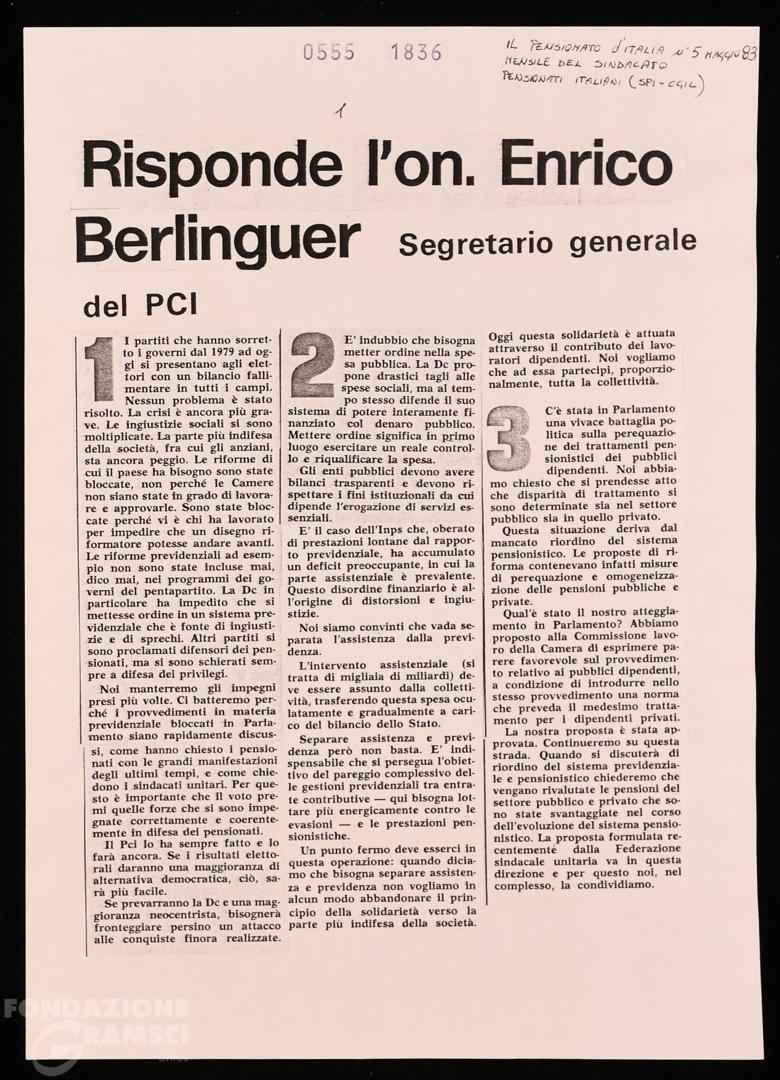 0555 1836
IL PENSIONATO D'ITALIA N° 5 MAGGIO 83
MENSILE DEL SINDACATO
PENSIONATI ITALIANI (SPI-CGIL)
1
Risponde l'on. Enrico
Berlinguer Segretario generale
del PCI
1
I partiti che hanno sorret-
to i governi dal 1979 ad og-
gi si presentano agli elet-
tori con un bilancio falli-
mentare in tutti i campi.
Nessun problema è stato
risolto. La crisi è ancora più gra-
ve. Le ingiustizie sociali si sono
moltiplicate. La parte più indifesa
della società, fra cui gli anziani,
sta ancora peggio. Le riforme di
cui il paese ha bisogno sono state
bloccate, non perché le Camere
non siano state in grado di lavora-
re e approvarle. Sono state bloc-
cate perché vi è chi ha lavorato
per impedire che un disegno ri-
formatore potesse andare avanti.
Le riforme previdenziali ad esem-
pio non sono state incluse mai,
dico mai, nei programmi dei go-
verni del pentapartito. La Dc in
particolare ha impedito che si
mettesse ordine in un sistema pre-
videnziale che è fonte di ingiusti-
zie e di sprechi. Altri partiti si
sono proclamati difensori dei pen-
sionati, ma si sono schierati sem-
pre a difesa dei privilegi.
Noi manterremo gli impegni
presi più volte. Ci batteremo per-
ché i provvedimenti in materia
previdenziale bloccati in Parla-
mento siano rapidamente discus-
si, come hanno chiesto i pensio-
nati con le grandi manifestazioni
degli ultimi tempi, e come chie-
dono i sindacati unitari. Per que-
sto è importante che il voto pre-
mi quelle forze che si sono impe-
gnate correttamente e coerente-
mente in difesa dei pensionati.
Il Pci lo ha sempre fatto e lo
farà ancora. Se i risultati eletto-
rali daranno una maggioranza di
alternativa democratica, ciò, sa-
rà più facile.
Se prevarranno la Dc e una mag-
gioranza neocentrista, bisognerà
fronteggiare persino un attacco
alle conquiste finora realizzate.
2
E' indubbio che bisogna
metter ordine nella spe-
sa pubblica. La Dc pro-
pone drastici tagli alle
spese sociali, ma al tem-
po stesso difende il suo
sistema di potere interamente fi-
nanziato col denaro pubblico.
Mettere ordine significa in primo
luogo esercitare un reale control-
lo e riqualificare la spesa.
Gli enti pubblici devono avere
bilanci trasparenti e devono ri-
spettare i fini istituzionali da cui
dipende l'erogazione di servizi es-
senziali.
E' il caso dell'Inps che, oberato
di prestazioni lontane dal rappor-
to previdenziale, ha accumulato
un deficit preoccupante, in cui la
parte assistenziale è prevalente.
Questo disordine finanziario è al-
l'origine di distorsioni e ingiu-
stizie.
Noi siamo convinti che vada se-
parata l'assistenza dalla previ-
denza.
L'intervento assistenziale (si
tratta di migliaia di miliardi) de-
ve essere assunto dalla colletti-
vità, trasferendo questa spesa ocu-
latamente e gradualmente a cari-
co del bilancio dello Stato.
Separare assistenza e previ-
denza però non basta. E' indi-
spensabile che si persegua l'obiet-
tivo del pareggio complessivo del-
le gestioni previdenziali tra entra-
te contributive — qui bisogna lot-
tare più energicamente contro le
evasioni — e le prestazioni pen-
sionistiche.
Un punto fermo deve esserci in
questa operazione: quando dicia-
mo che bisogna separare assisten-
za e previdenza non vogliamo in
alcun modo abbandonare il prin-
cipio della solidarietà verso la
parte più indifesa della società.
Oggi questa solidarietà è attuata
attraverso il contributo dei lavo-
ratori dipendenti. Noi vogliamo
che ad essa partecipi, proporzio-
nalmente, tutta la collettività.
3
C'è stata in Parlamento
una vivace battaglia po-
litica sulla perequazio-
ne dei trattamenti pen-
sionistici dei pubblici
dipendenti. Noi abbia-
mo chiesto che si prendesse atto
che disparità di trattamento si
sono determinate sia nel settore
pubblico sia in quello privato.
Questa situazione deriva dal
mancato riordino del sistema
pensionistico. Le proposte di ri-
forma contenevano infatti misure
di perequazione e omogeneizza-
zione delle pensioni pubbliche e
private.
Qual'è stato il nostro atteggia-
mento in Parlamento? Abbiamo
proposto alla Commissione lavo-
ro della Camera di esprimere pa-
rere favorevole sul provvedimen-
to relativo ai pubblici dipendenti,
a condizione di introdurre nello
stesso provvedimento una norma
che preveda il medesimo tratta-
mento per i dipendenti privati.
La nostra proposta è stata ap-
provata. Continueremo su questa
strada. Quando si discuterà di
riordino del sistema previdenzia-
le e pensionistico chiederemo che
vengano rivalutate le pensioni del
settore pubblico e privato che so-
no state svantaggiate nel corso
dell'evoluzione del sistema pensio-
nistico. La proposta formulata re-
centemente dalla Federazione
sindacale unitaria va in questa
direzione e per questo noi, nel
complesso, la condividiamo.
FONDAZIONE
GRAMSCI
onlus